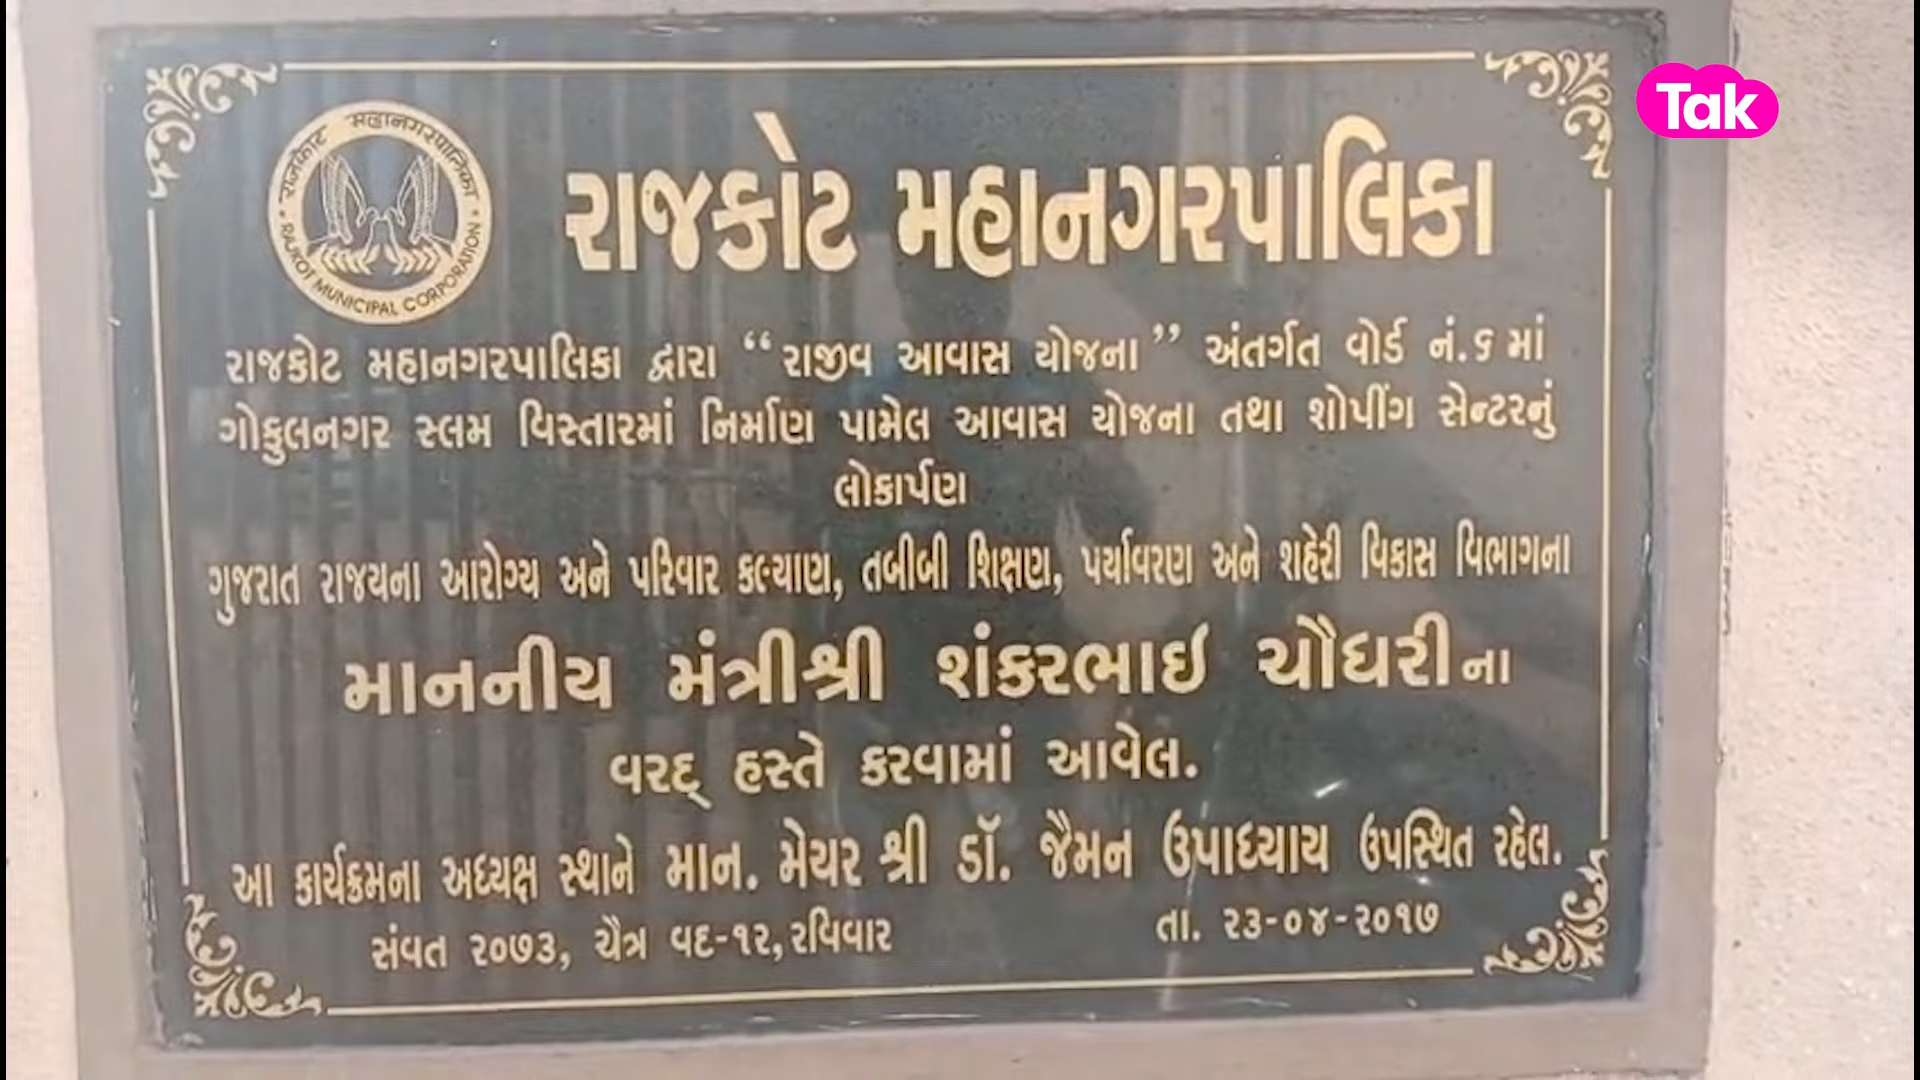 Tak
રાજકોટ મહાનગરપાલિકા
RAJKOT MUNICIPAL CORPORATION
રાજકોટ મહાનગરપાલિકા
રાજકોટ મહાનગરપાલિકા દ્વારા “રાજીવ આવાસ યોજના” અંતર્ગત વોર્ડ નં.૬ માં
ગોકુલનગર સ્લમ વિસ્તારમાં નિર્માણ પામેલ આવાસ યોજના તથા શોપીંગ સેન્ટરનું
લોકાર્પણ
ગુજરાત રાજયના આરોગ્ય અને પરિવાર કલ્યાણ, તબીબી શિક્ષણ, પર્યાવરણ અને શહેરી વિકાસ વિભાગના
માનનીય મંત્રીશ્રી શંકરભાઇ ચૌધરીના
વરદ્ હસ્તે કરવામાં આવેલ.
આ કાર્યક્રમના અધ્યક્ષ સ્થાને માન. મેયર શ્રી ડૉ. જૈમન ઉપાધ્યાય ઉપસ્થિત રહેલ.
સંવત ૨૦૭૩, ચૈત્ર વદ-૧૨, રવિવાર તા. ૨૩-૦૪-૨૦૧૭